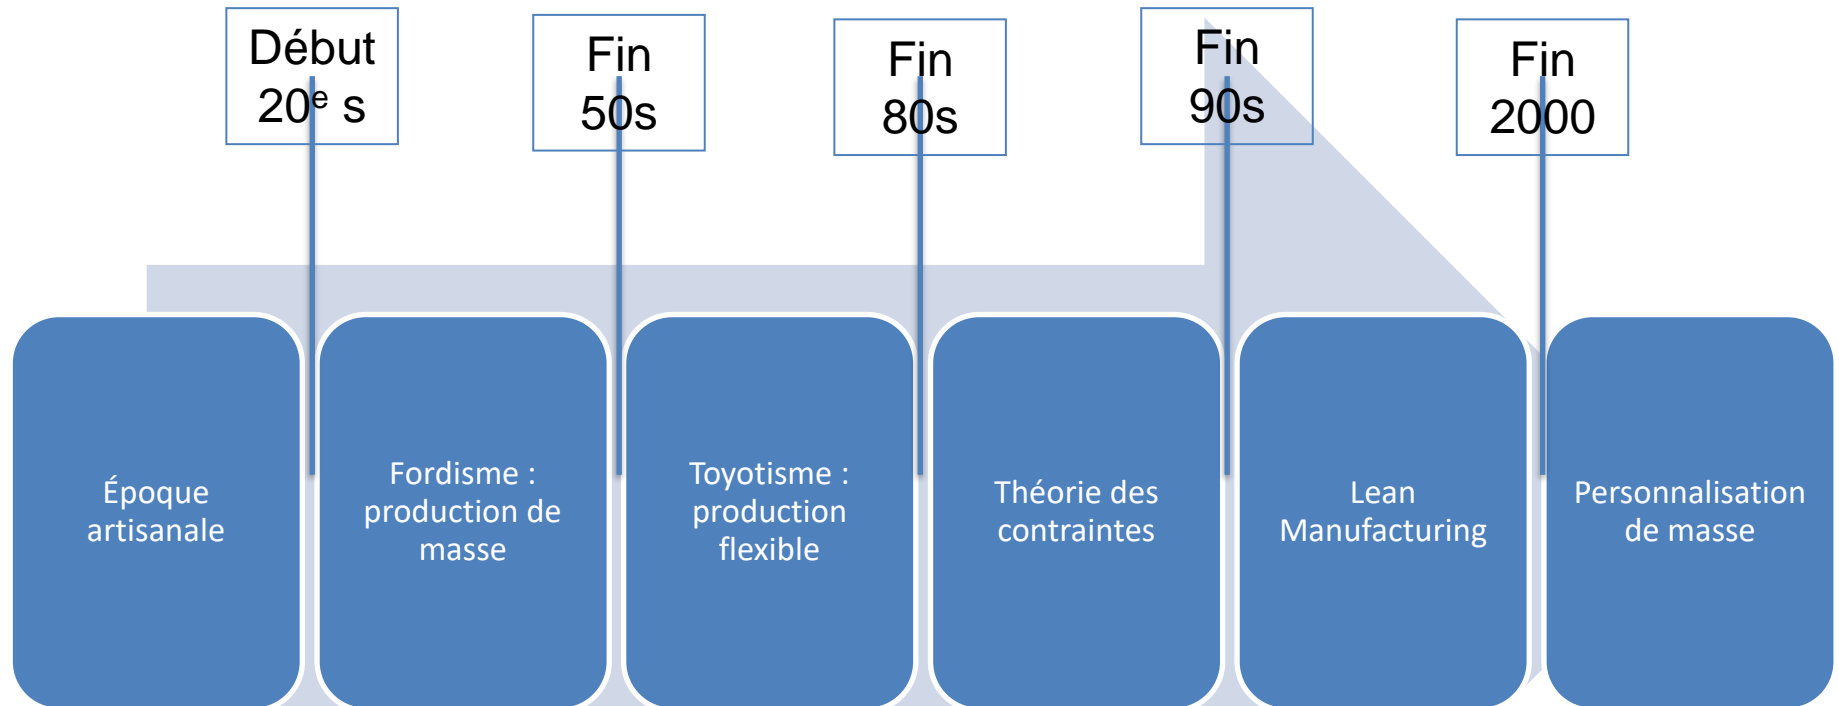 Début
20e s
Fin
50s
Fin
80s
Fin
90s
Fin
2000
Époque
artisanale
Fordisme :
production de
masse
Toyotisme :
production
flexible
Théorie des
contraintes
Lean
Manufacturing
Personnalisation
de masse